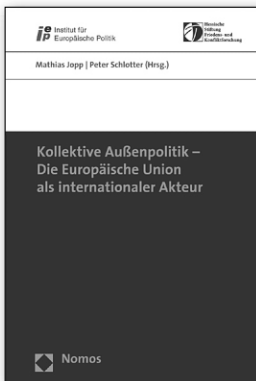 iep Institut für
Europäische Politik
Hessische
Stiftung
Friedens- und
Konfliktforschung
Mathias Jopp | Peter Schlotter (Hrsg.)
Kollektive Außenpolitik –
Die Europäische Union
als internationaler Akteur
Nomos